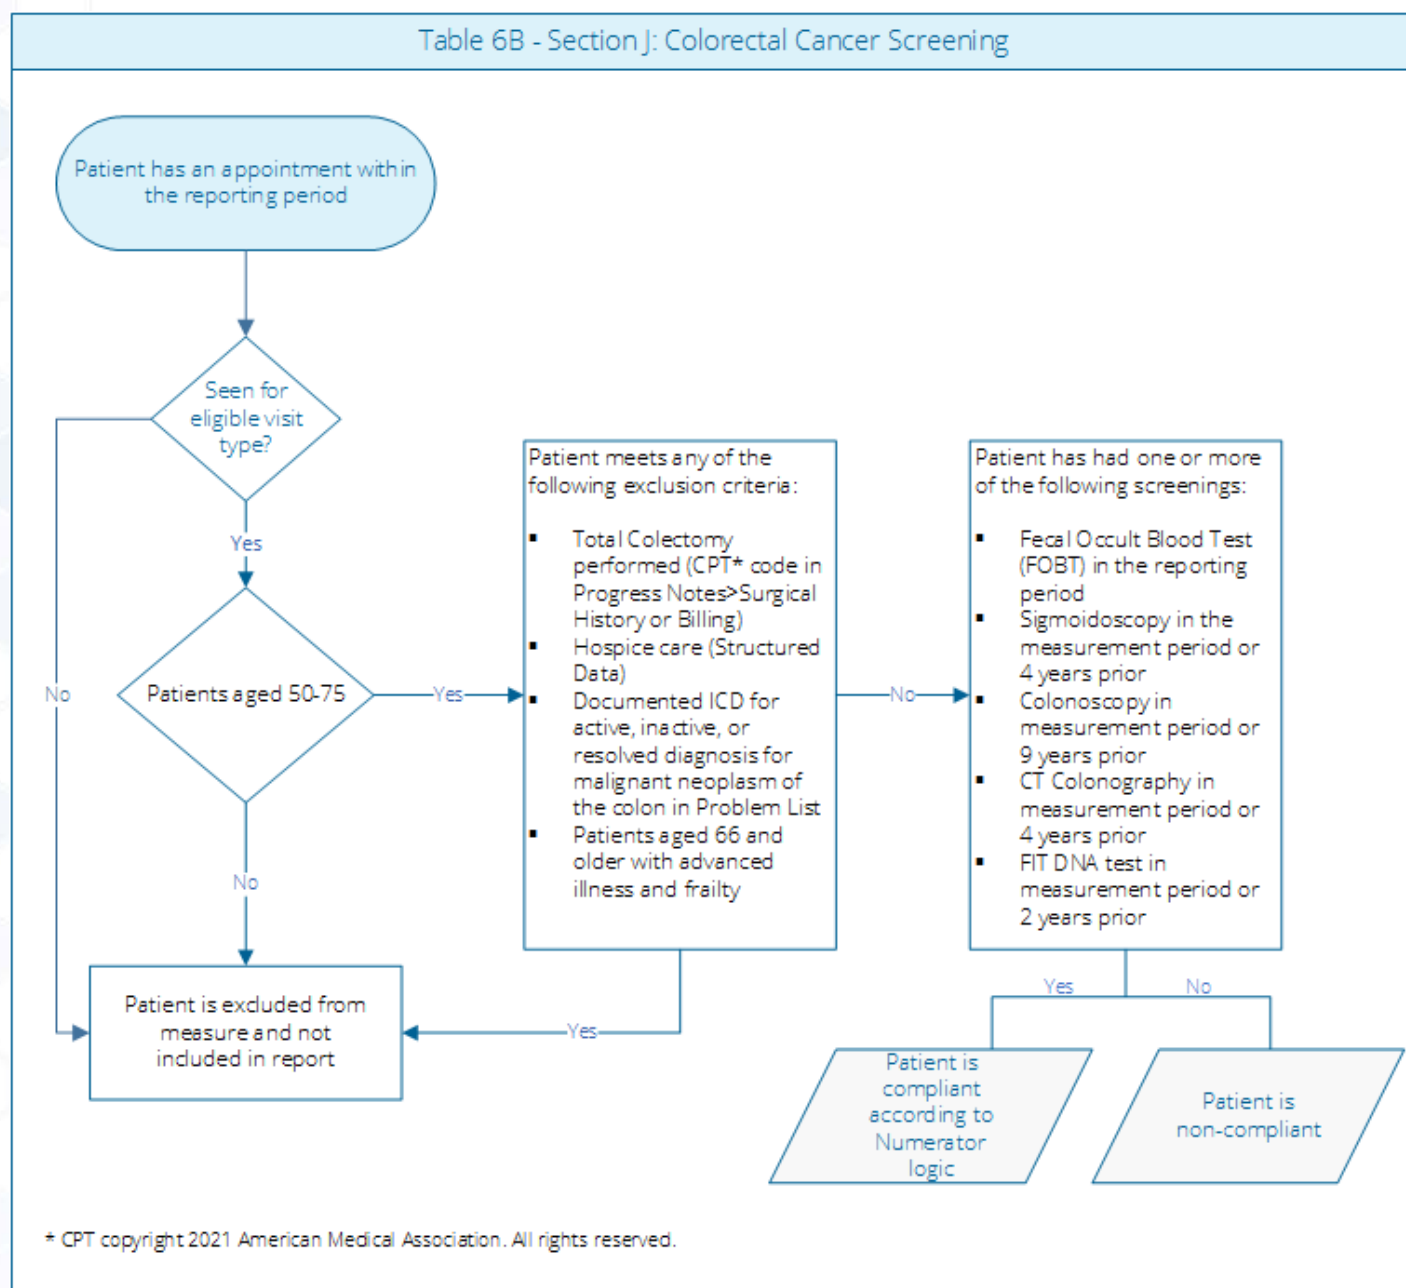 Table 6B - Section J: Colorectal Cancer Screening
Patient has an appointment within
the reporting period
Seen for
eligible visit
type?
Yes
No
Patients aged 50-75
Yes
No
Patient meets any of the
following exclusion criteria:
▪ Total Colectomy
performed (CPT* code in
Progress Notes>Surgical
History or Billing)
▪ Hospice care (Structured
Data)
▪ Documented ICD for
active, inactive, or
resolved diagnosis for
malignant neoplasm of
the colon in Problem List
▪ Patients aged 66 and
older with advanced
illness and frailty
No
Yes
Patient has had one or more
of the following screenings:
▪ Fecal Occult Blood Test
(FOBT) in the reporting
period
▪ Sigmoidoscopy in the
measurement period or
4 years prior
▪ Colonoscopy in
measurement period or
9 years prior
▪ CT Colonography in
measurement period or
4 years prior
▪ FIT DNA test in
measurement period or
2 years prior
Yes
No
Patient is excluded from
measure and not
included in report
Patient is
compliant
according to
Numerator
logic
Patient is
non-compliant
* CPT copyright 2021 American Medical Association. All rights reserved.